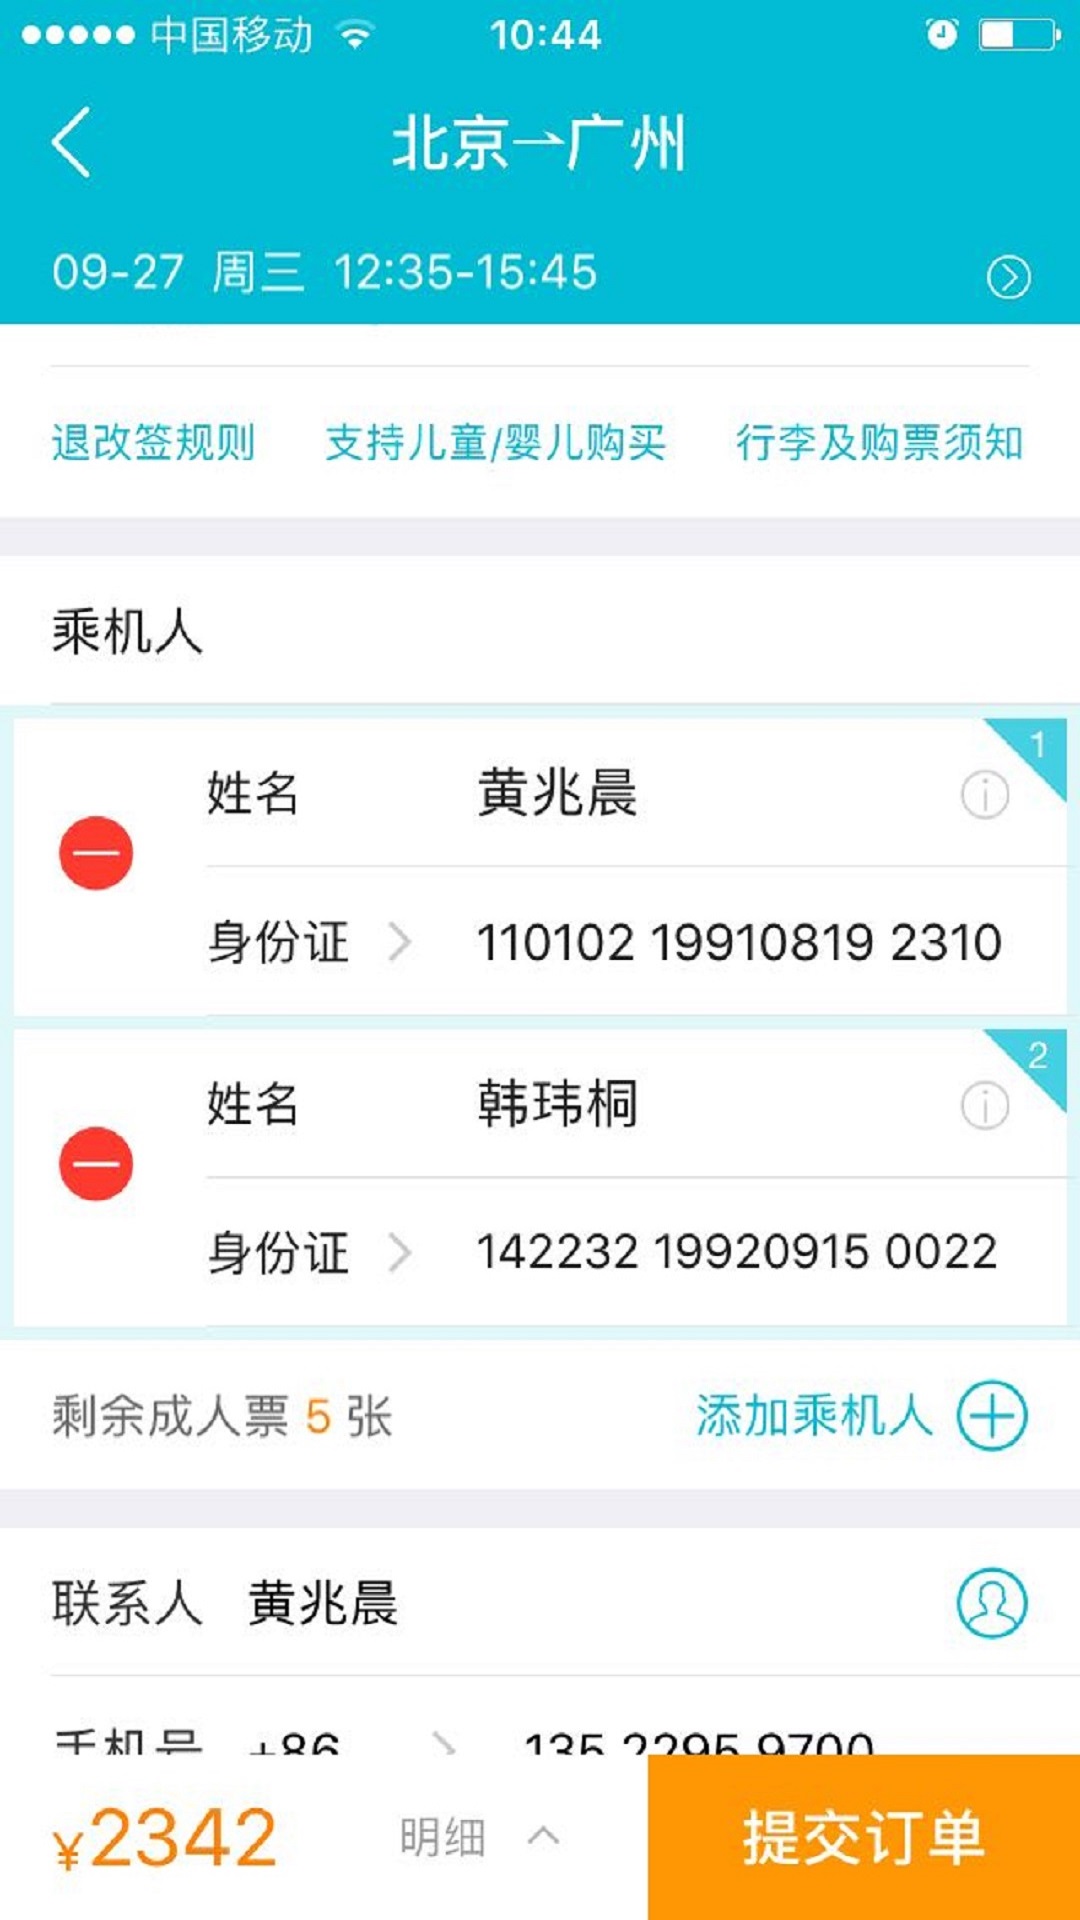 中国移动 10:44
北京→广州
09-27 周三 12:35-15:45
退改签规则 支持儿童/婴儿购买 行李及购票须知
乘机人
1
姓名 黄兆晨
身份证 110102 19910819 2310
2
姓名 韩玮桐
身份证 142232 19920915 0022
剩余成人票 5 张 添加乘机人
联系人 黄兆晨
手机号 +86 135 2295 9700
¥2342 明细 提交订单